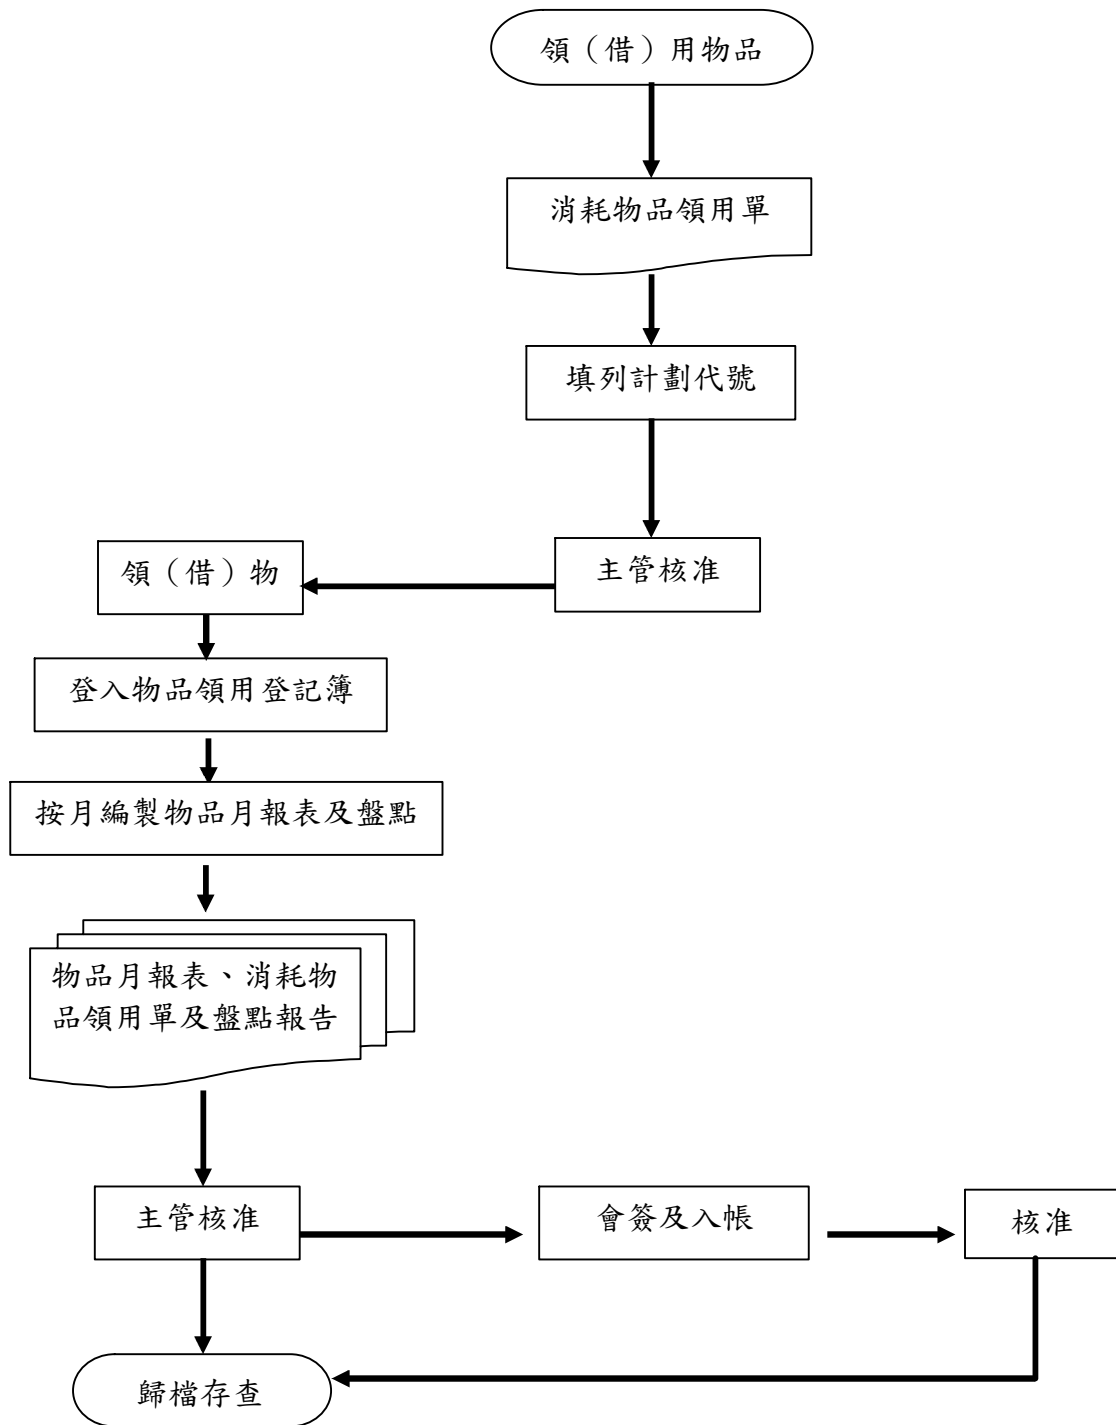 領（借）用物品
消耗物品領用單
填列計劃代號
主管核准
領（借）物
登入物品領用登記簿
按月編製物品月報表及盤點
物品月報表、消耗物
品領用單及盤點報告
主管核准
會簽及入帳
核准
歸檔存查